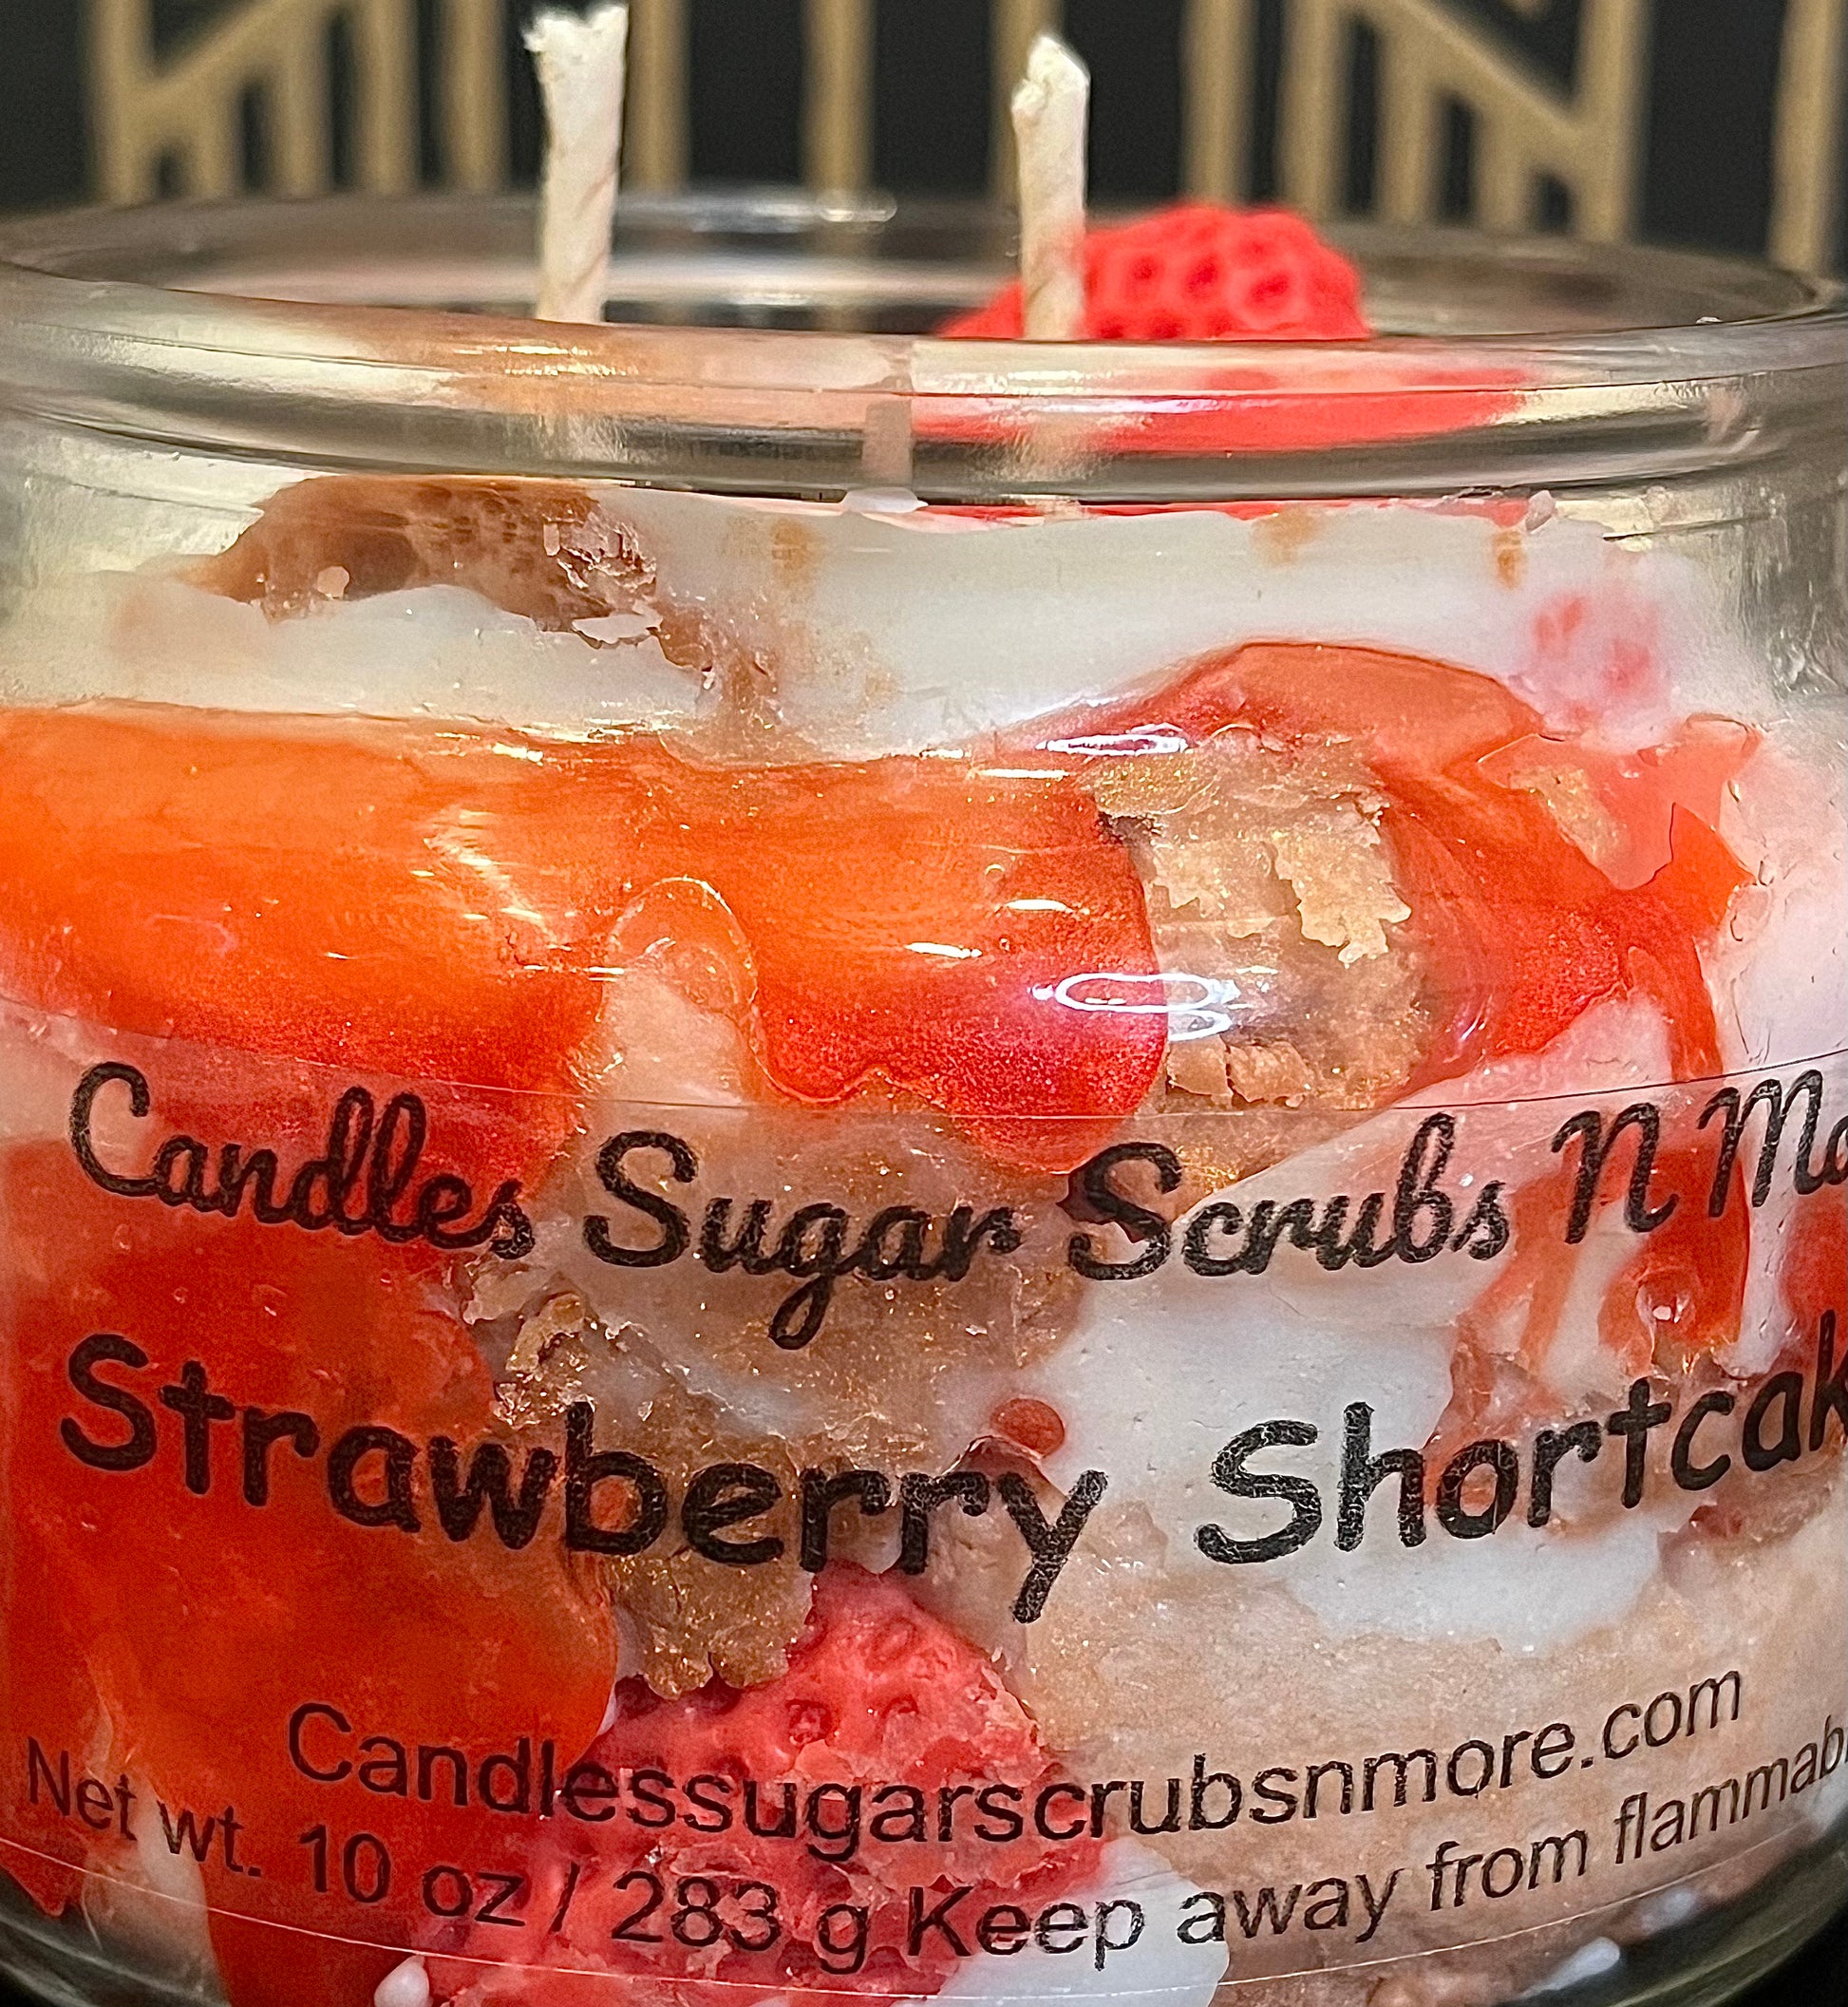 Candles Sugar Scrubs N Mo
Strawberry Shortcak
Candlessugarscrubsnmore.com
Net wt. 10 oz / 283 g Keep away from flammab